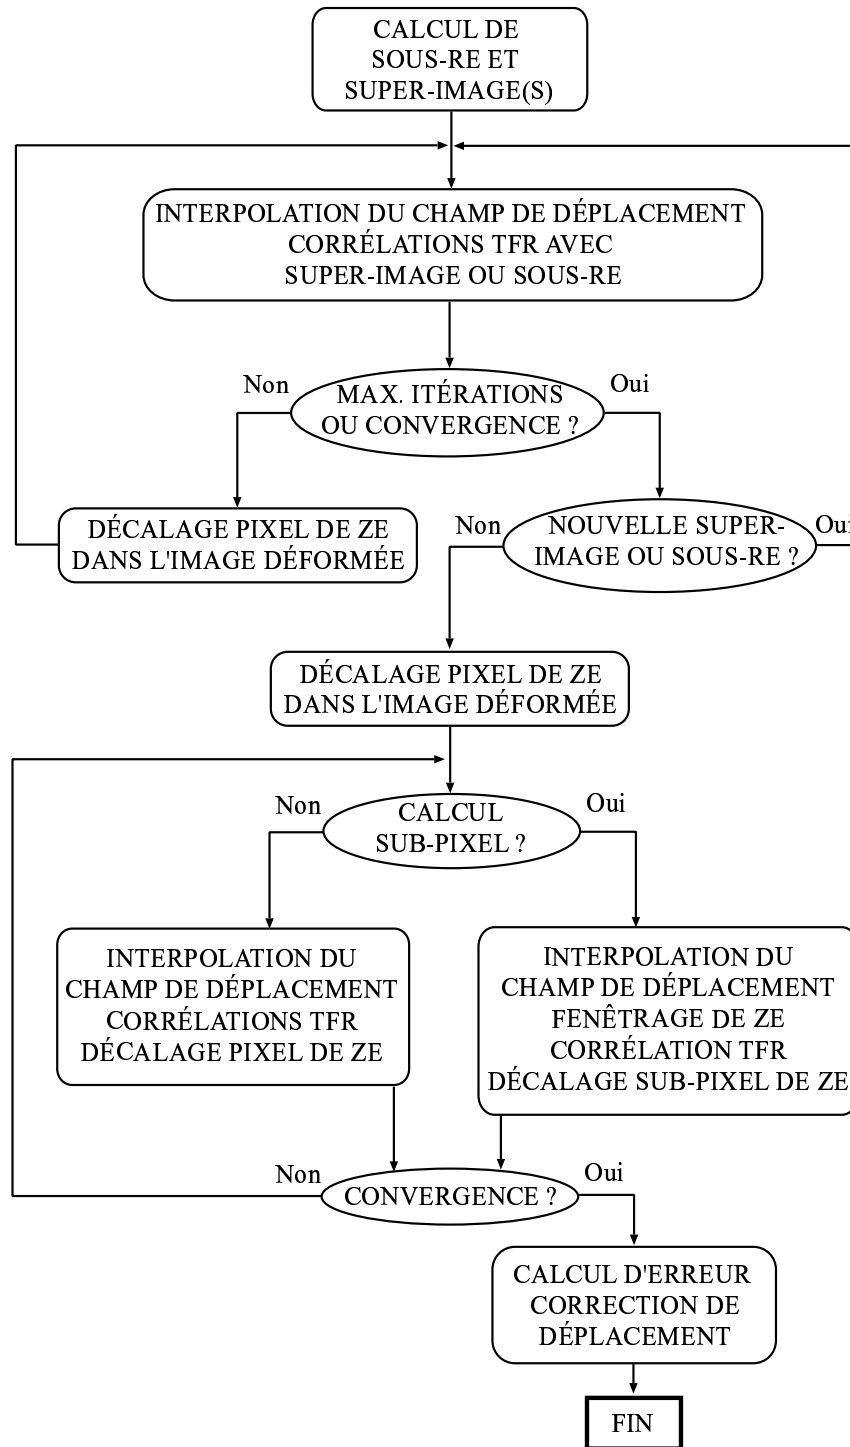 CALCUL DE
SOUS-RE ET
SUPER-IMAGE(S)
INTERPOLATION DU CHAMP DE DÉPLACEMENT
CORRÉLATIONS TFR AVEC
SUPER-IMAGE OU SOUS-RE
Non
Oui
MAX. ITÉRATIONS
OU CONVERGENCE ?
DÉCALAGE PIXEL DE ZE
DANS L'IMAGE DÉFORMÉE
Non
NOUVELLE SUPER-
IMAGE OU SOUS-RE ?
Oui
DÉCALAGE PIXEL DE ZE
DANS L'IMAGE DÉFORMÉE
Non
CALCUL
SUB-PIXEL ?
Oui
INTERPOLATION DU
CHAMP DE DÉPLACEMENT
CORRÉLATIONS TFR
DÉCALAGE PIXEL DE ZE
INTERPOLATION DU
CHAMP DE DÉPLACEMENT
FENÊTRAGE DE ZE
CORRÉLATION TFR
DÉCALAGE SUB-PIXEL DE ZE
Non
CONVERGENCE ?
Oui
CALCUL D'ERREUR
CORRECTION DE
DÉPLACEMENT
FIN